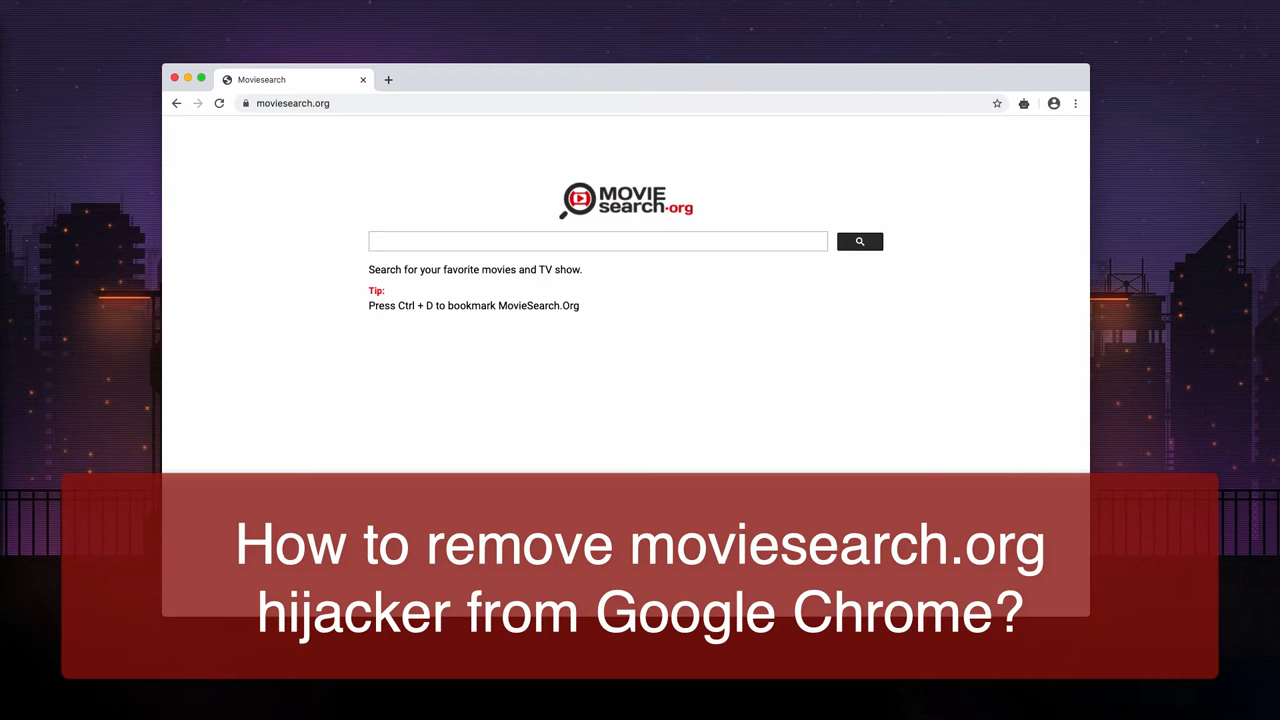 Moviesearch
moviesearch.org
MOVIE
search.org
Search for your favorite movies and TV show.
Tip:
Press Ctrl + D to bookmark MovieSearch.Org
How to remove moviesearch.org
hijacker from Google Chrome?